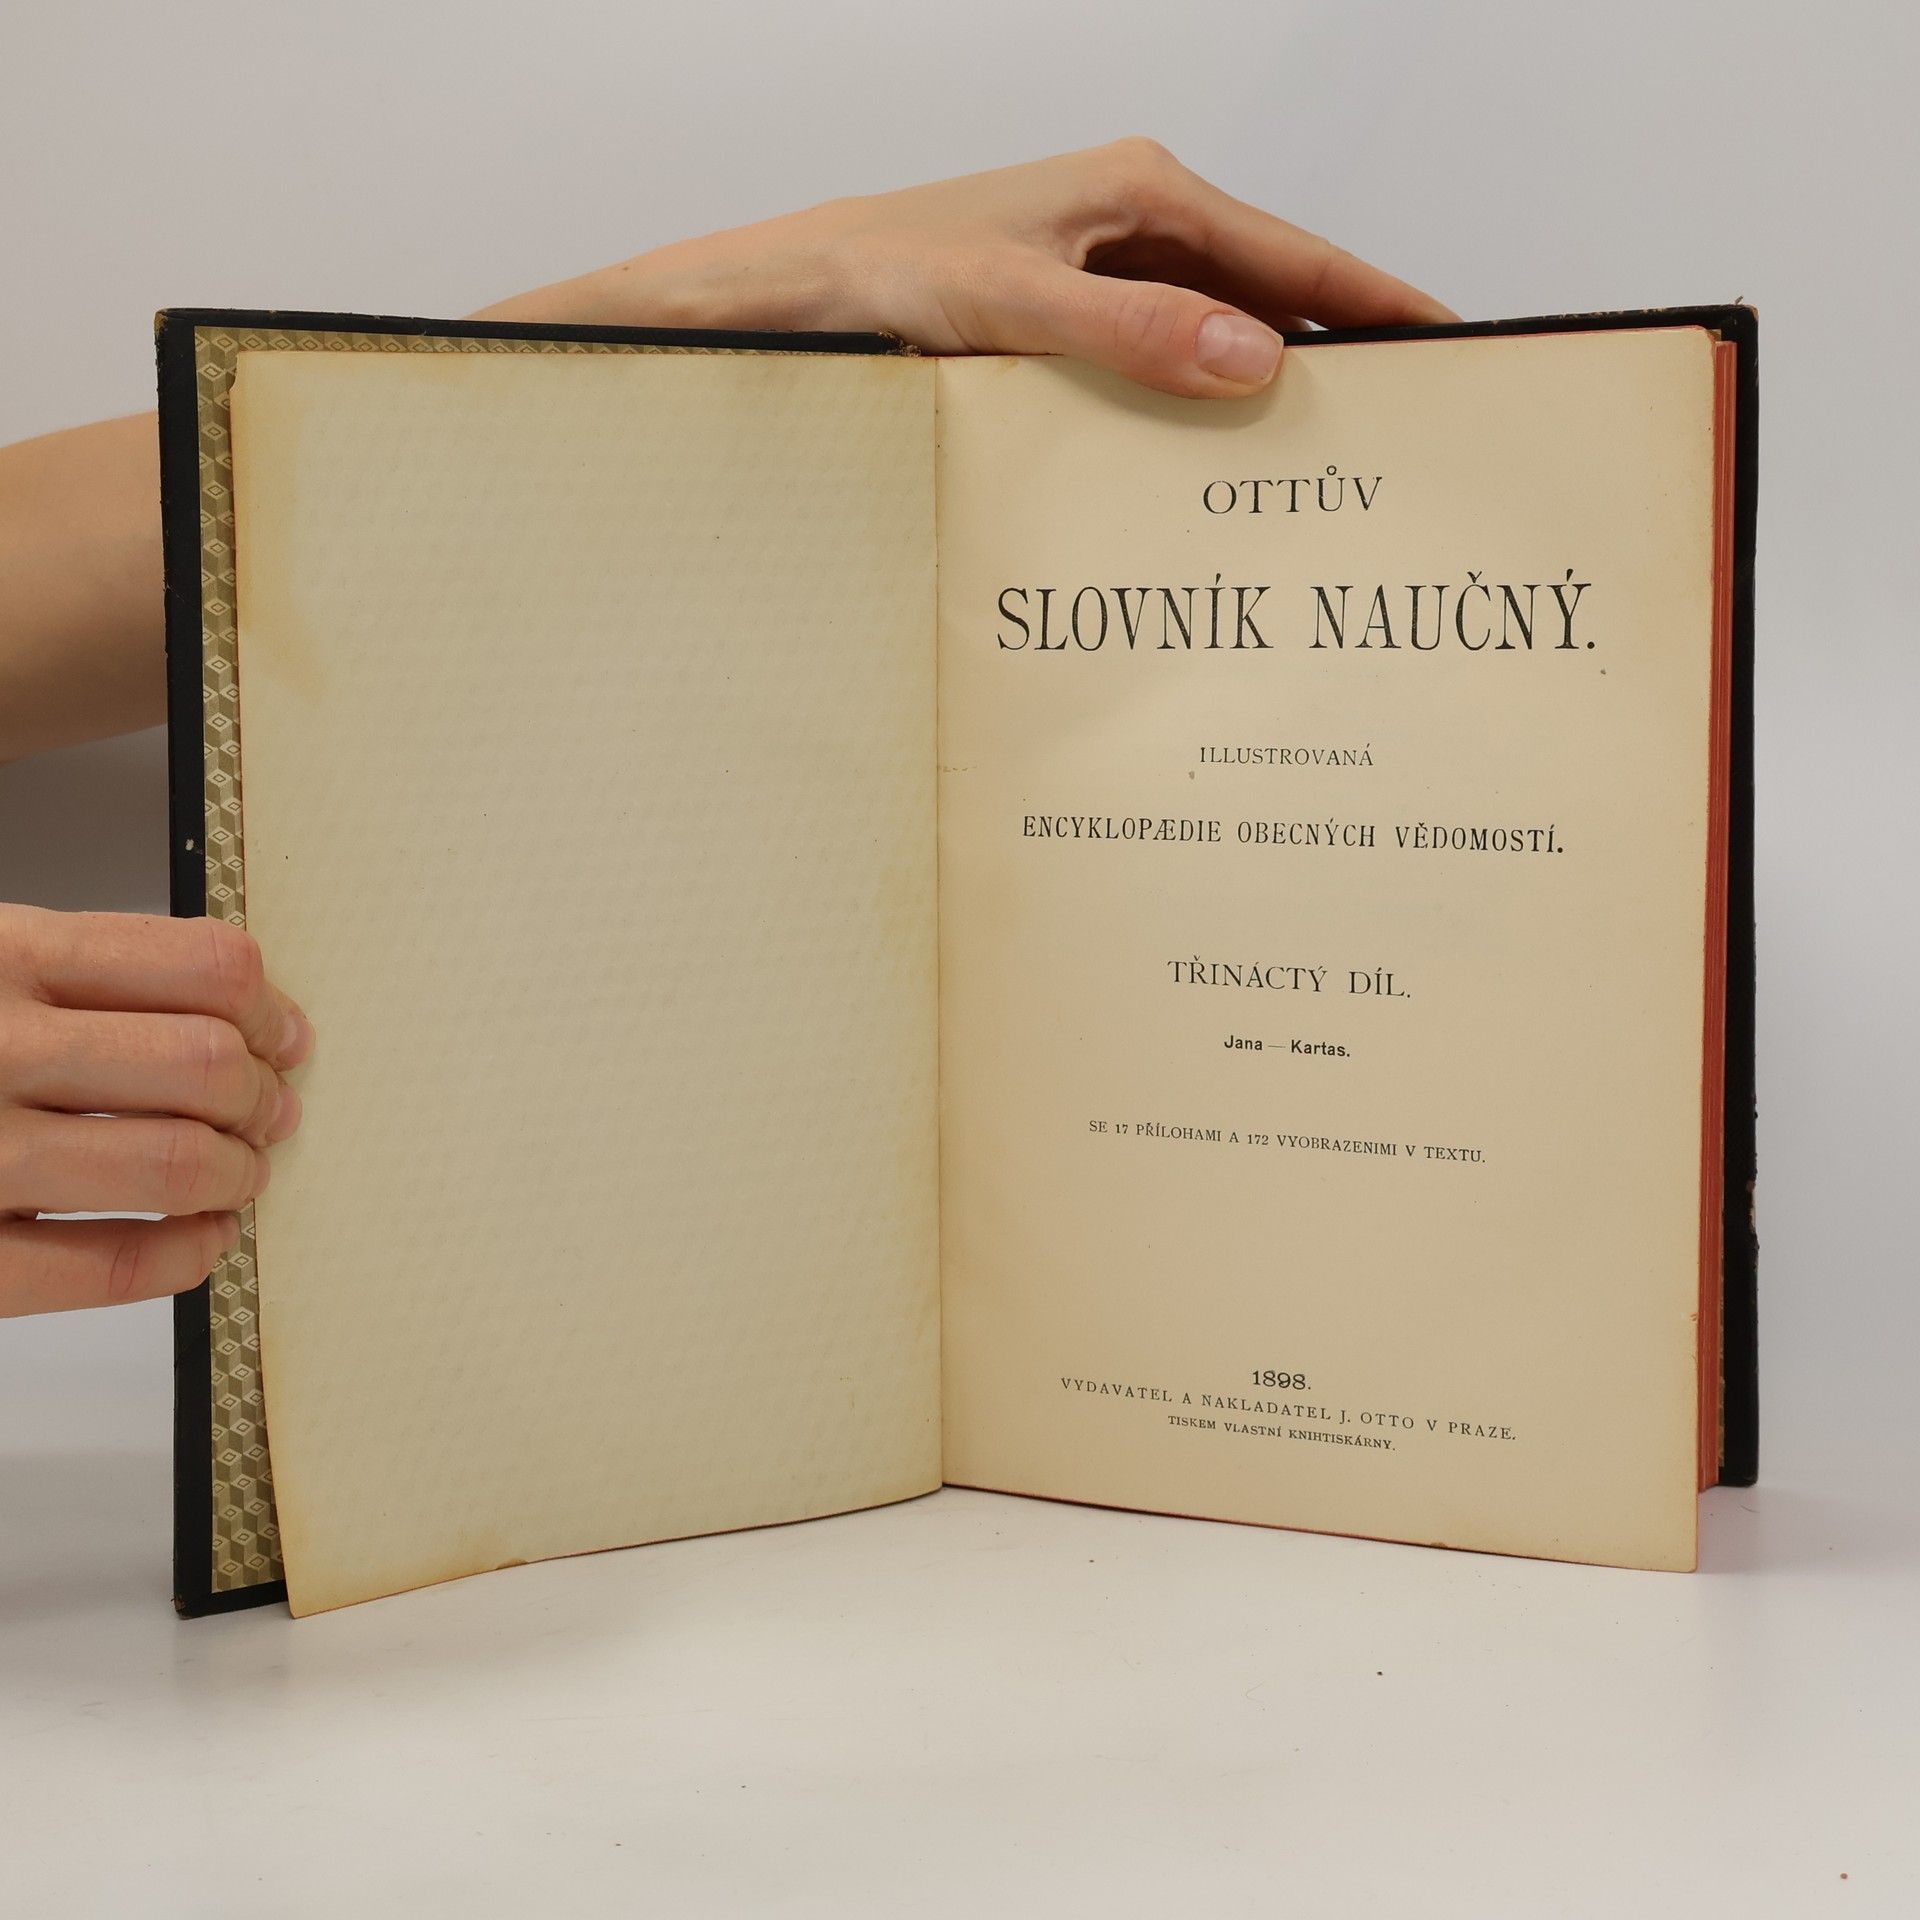 OTTŮV
SLOVNÍK NAUČNÝ.
ILLUSTROVANÁ
ENCYKLOPÆDIE OBECNÝCH VĚDOMOSTÍ.
TŘINÁCTÝ DÍL.
Jana — Kartas.
SE 17 PŘÍLOHAMI A 172 VYOBRAZENIMI V TEXTU.
1898.
VYDAVATEL A NAKLADATEL J. OTTO V PRAZE.
TISKEM VLASTNÍ KNIHTISKÁRNY.